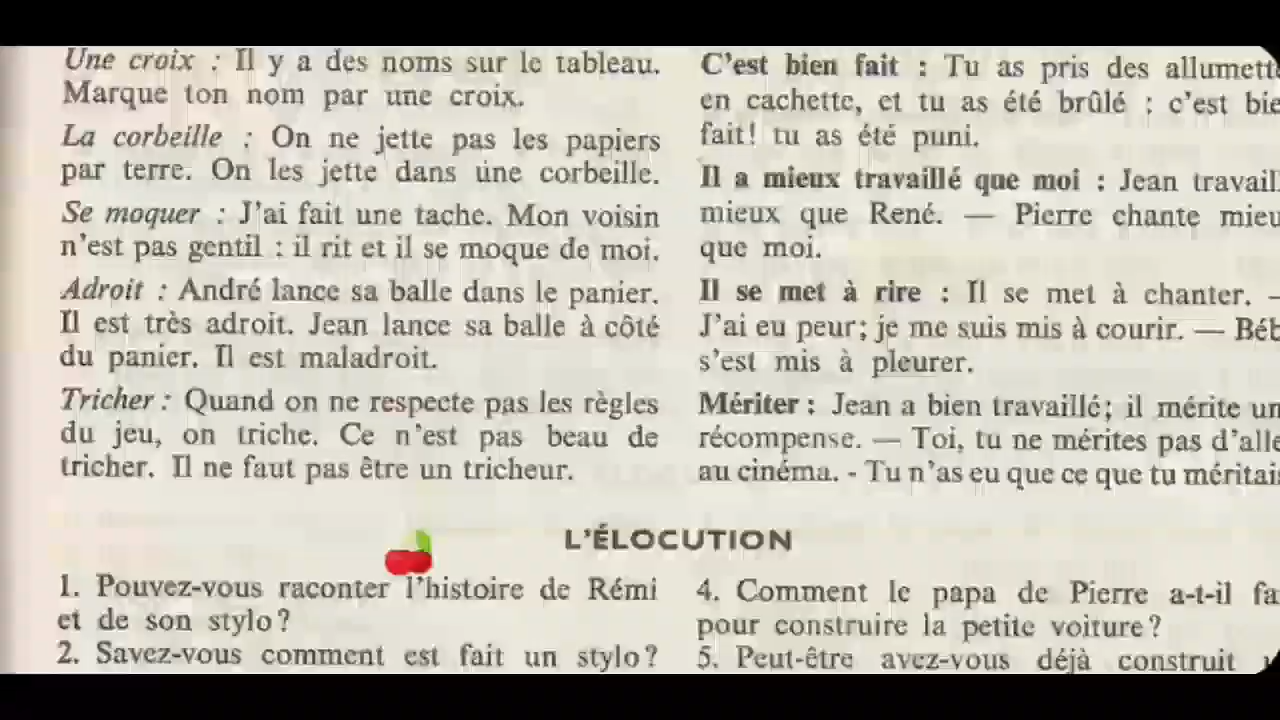 Une croix : Il y a des noms sur le tableau.
Marque ton nom par une croix.
La corbeille : On ne jette pas les papiers
par terre. On les jette dans une corbeille.
Se moquer : J'ai fait une tache. Mon voisin
n'est pas gentil : il rit et il se moque de moi.
Adroit : André lance sa balle dans le panier.
Il est très adroit. Jean lance sa balle à côté
du panier. Il est maladroit.
Tricher : Quand on ne respecte pas les règles
du jeu, on triche. Ce n'est pas beau de
tricher. Il ne faut pas être un tricheur.
C'est bien fait : Tu as pris des allumett
en cachette, et tu as été brûlé : c'est bie
fait! tu as été puni.
Il a mieux travaillé que moi : Jean travaill
mieux que René. — Pierre chante mieu
que moi.
Il se met à rire : Il se met à chanter. —
J'ai eu peur; je me suis mis à courir. — Béb
s'est mis à pleurer.
Mériter : Jean a bien travaillé; il mérite un
récompense. — Toi, tu ne mérites pas d'alle
au cinéma. - Tu n'as eu que ce que tu méritais
L'ÉLOCUTION
1. Pouvez-vous raconter l'histoire de Rémi
et de son stylo?
2. Savez-vous comment est fait un stylo?
4. Comment le papa de Pierre a-t-il fa
pour construire la petite voiture?
5. Peut-être avez-vous déjà construit